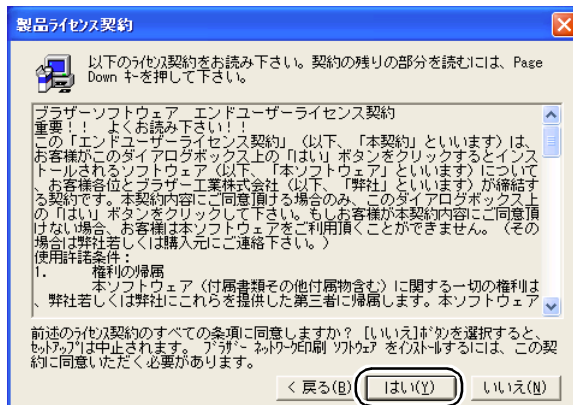 製品ライセンス契約
以下のライセンス契約をお読み下さい。契約の残りの部分を読むには、Page
Down キーを押して下さい。
ブラザーソフトウェア　エンドユーザーライセンス契約
重要！！　よくお読み下さい！！
この「エンドユーザーライセンス契約」（以下、「本契約」といいます）は、
お客様がこのダイアログボックス上の「はい」ボタンをクリックするとインス
トールされるソフトウェア（以下、「本ソフトウェア」といいます）について
、お客様各位とブラザー工業株式会社（以下、「弊社」といいます）が締結す
る契約です。本契約内容にご同意頂ける場合のみ、このダイアログボックス上
の「はい」ボタンをクリックして下さい。もしお客様が本契約内容にご同意頂
けない場合、お客様は本ソフトウェアをご利用頂くことができません。（その
場合は弊社若しくは購入元にご連絡下さい。）
使用許諾条件：
1.　　権利の帰属
本ソフトウェア（付属書類その他付属物含む）に関する一切の権利は
、弊社若しくは弊社にこれらを提供した第三者に帰属します。本ソフトウェア
前述のライセンス契約のすべての条項に同意しますか？ [いいえ]ボタンを選択すると、
セットアップは中止されます。 ブラザー ネットワークE印刷 ソフトウェア をインストールするには、この契
約に同意いただく必要があります。
< 戻る(B)　はい(Y)　いいえ(N)